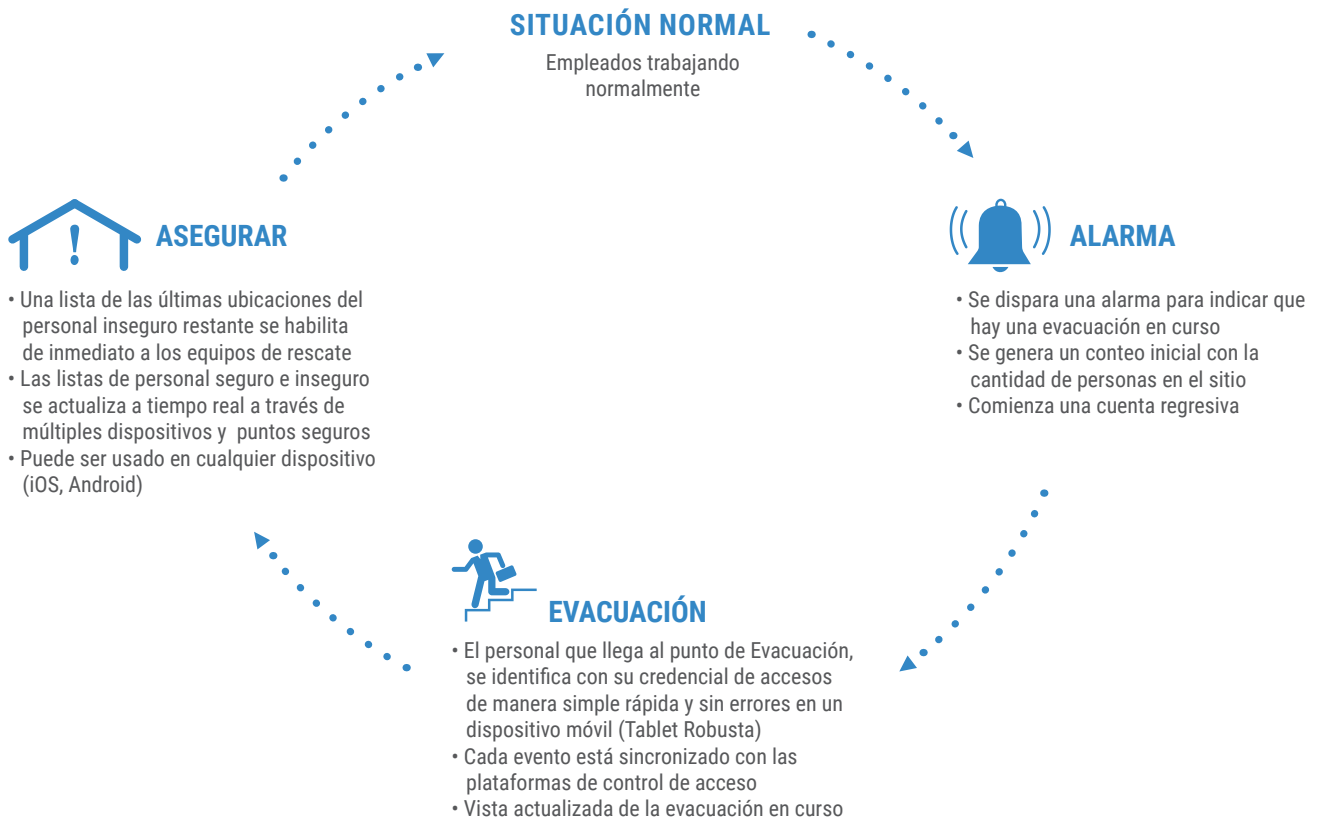 SITUACIÓN NORMAL
Empleados trabajando
normalmente
ALARMA
• Se dispara una alarma para indicar que
hay una evacuación en curso
• Se genera un conteo inicial con la
cantidad de personas en el sitio
• Comienza una cuenta regresiva
EVACUACIÓN
• El personal que llega al punto de Evacuación,
se identifica con su credencial de accesos
de manera simple rápida y sin errores en un
dispositivo móvil (Tablet Robusta)
• Cada evento está sincronizado con las
plataformas de control de acceso
• Vista actualizada de la evacuación en curso
ASEGURAR
• Una lista de las últimas ubicaciones del
personal inseguro restante se habilita
de inmediato a los equipos de rescate
• Las listas de personal seguro e inseguro
se actualiza a tiempo real a través de
múltiples dispositivos y puntos seguros
• Puede ser usado en cualquier dispositivo
(iOS, Android)